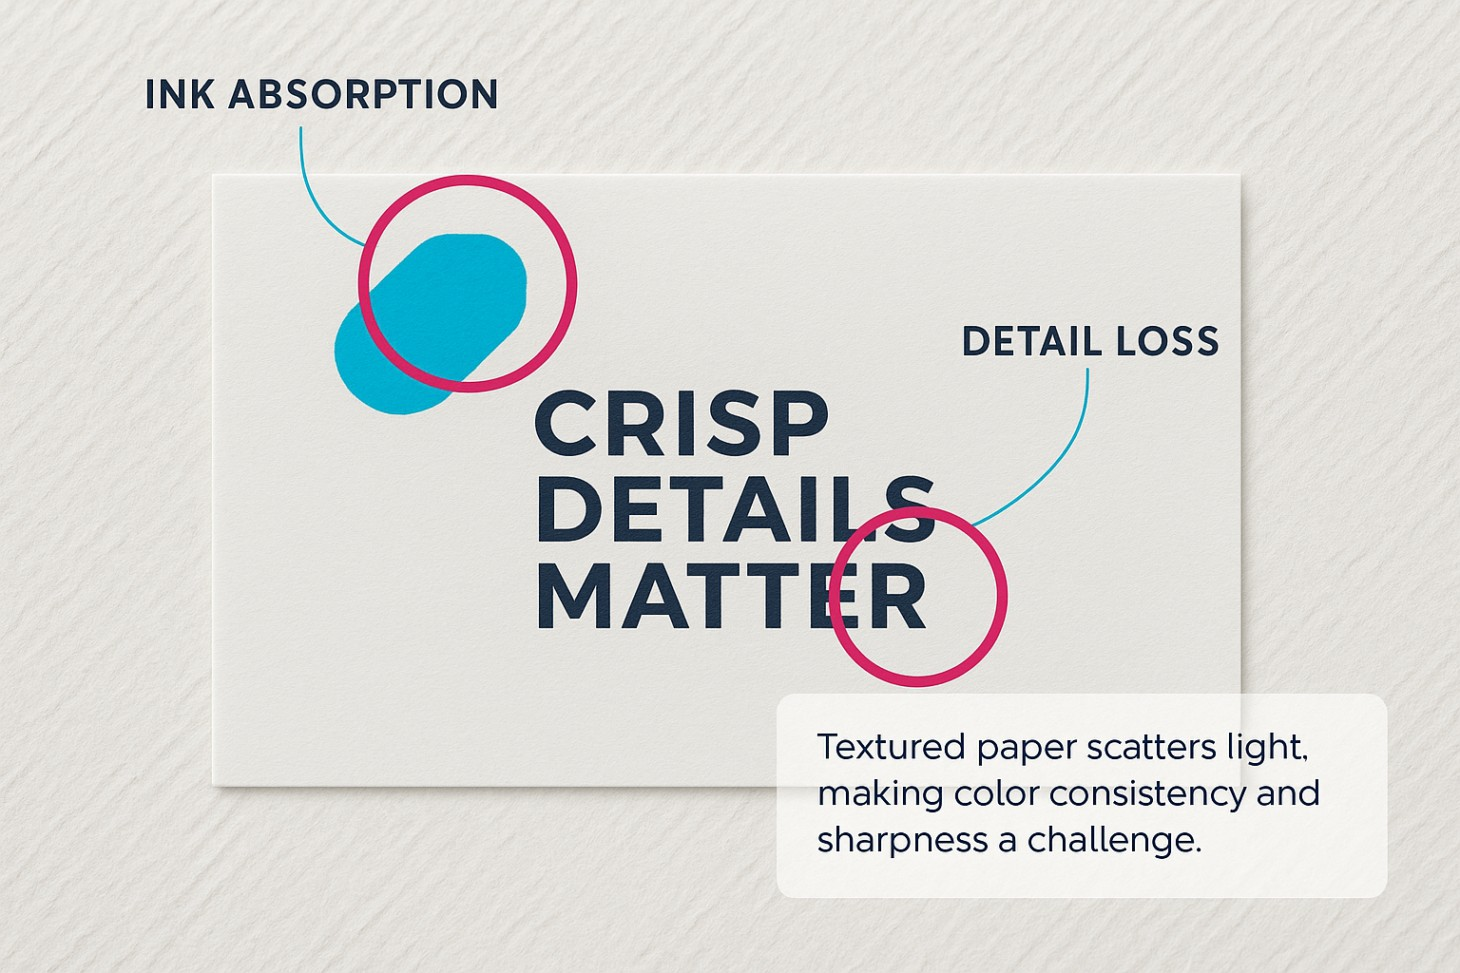 INK ABSORPTION
DETAIL LOSS
CRISP
DETAILS
MATTER
Textured paper scatters light,
making color consistency and
sharpness a challenge.